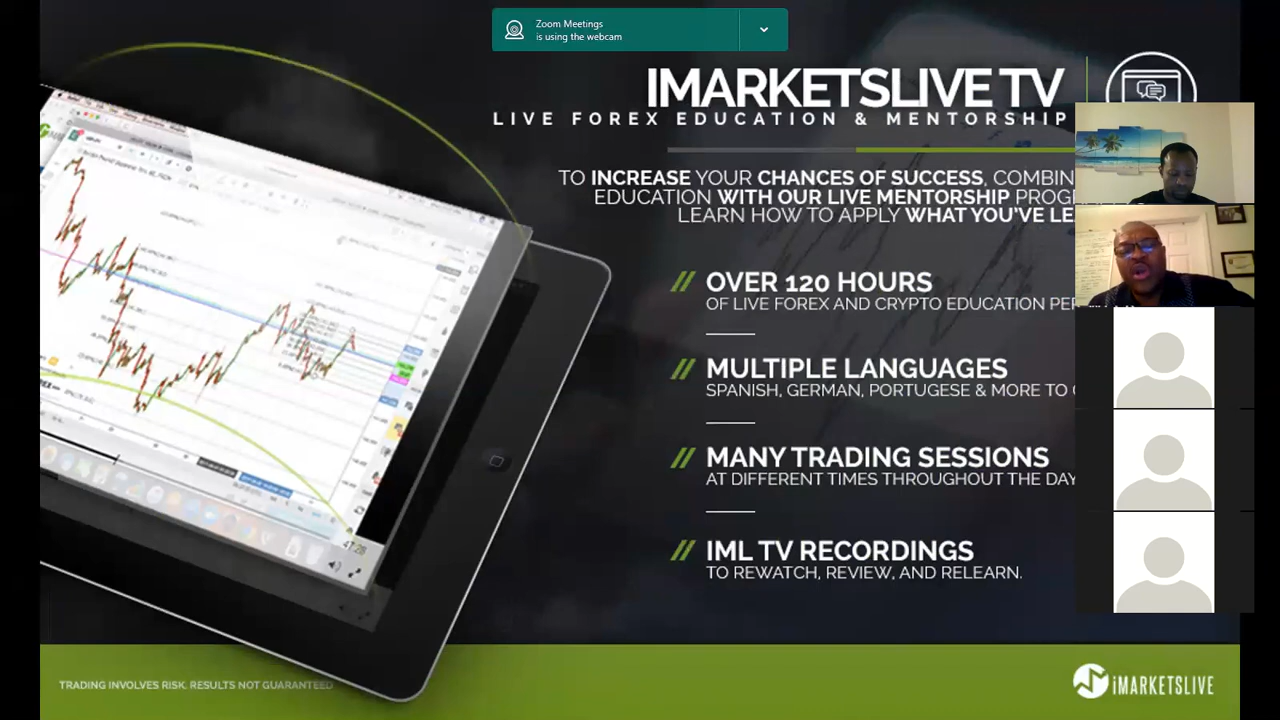 Zoom Meetings
is using the webcam
IMARKETSLIVE TV
LIVE FOREX EDUCATION & MENTORSHIP
TO INCREASE YOUR CHANCES OF SUCCESS, COMBIN
EDUCATION WITH OUR LIVE MENTORSHIP PROG
LEARN HOW TO APPLY WHAT YOU'VE LE
OVER 120 HOURS
OF LIVE FOREX AND CRYPTO EDUCATION PER
MULTIPLE LANGUAGES
SPANISH, GERMAN, PORTUGESE & MORE TO
MANY TRADING SESSIONS
AT DIFFERENT TIMES THROUGHOUT THE DAY
IML TV RECORDINGS
TO REWATCH, REVIEW, AND RELEARN.
47:28
TRADING INVOLVES RISK. RESULTS NOT GUARANTEED
iMARKETSLIVE